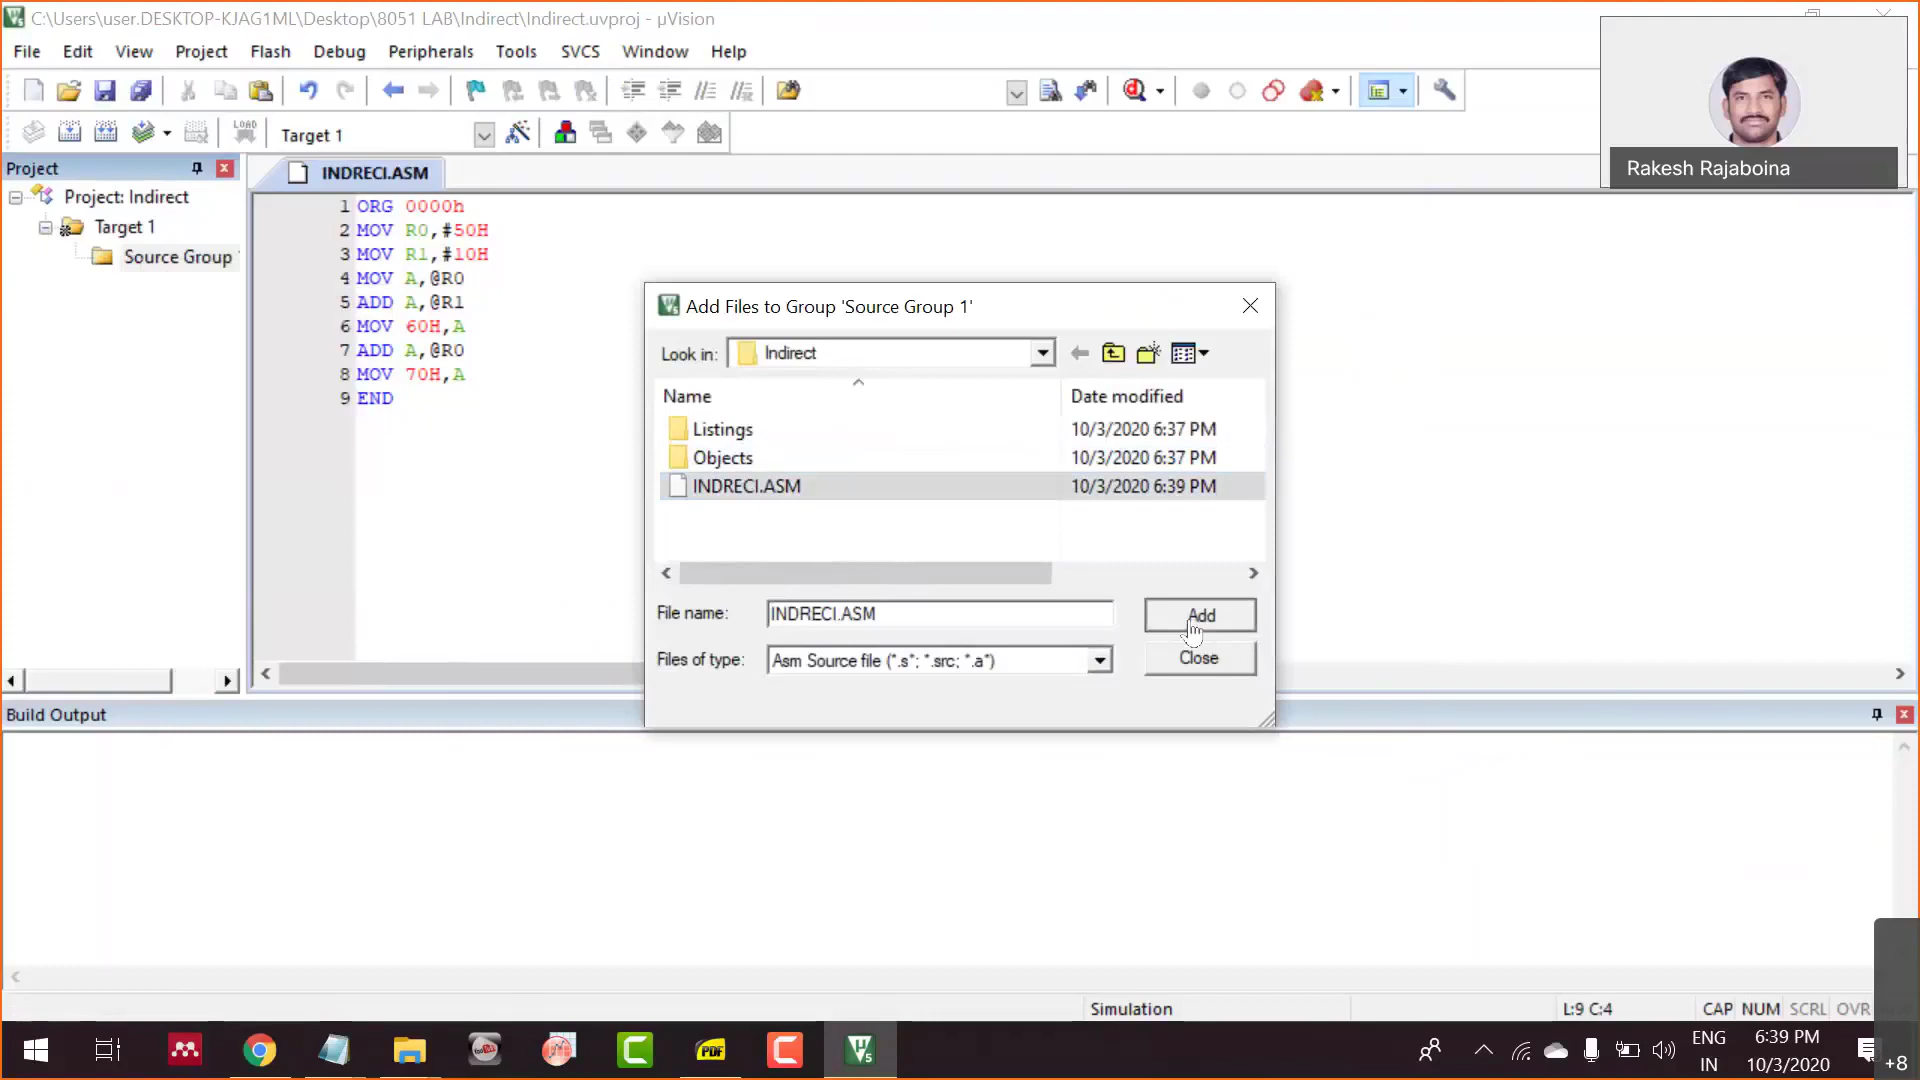 C:\Users\user.DESKTOP-KJAG1ML\Desktop\8051 LAB\Indirect\Indirect.uvproj - µVision
File Edit View Project Flash Debug Peripherals Tools SVCS Window Help
LOAD
Target 1
Rakesh Rajaboina
Project
INDRECI.ASM
Project: Indirect
Target 1
Source Group
1 ORG 0000h
2 MOV R0,#50H
3 MOV R1,#10H
4 MOV A,@R0
5 ADD A,@R1
6 MOV 60H,A
7 ADD A,@R0
8 MOV 70H,A
9 END
Add Files to Group 'Source Group 1'
Look in: Indirect
Name Date modified
Listings 10/3/2020 6:37 PM
Objects 10/3/2020 6:37 PM
INDRECI.ASM 10/3/2020 6:39 PM
File name: INDRECI.ASM Add
Files of type: Asm Source file (*.s*; *.src; *.a*) Close
Build Output
Simulation L:9 C:4 CAP NUM SCRL OVR
PDF
ENG
IN
6:39 PM
10/3/2020
+8